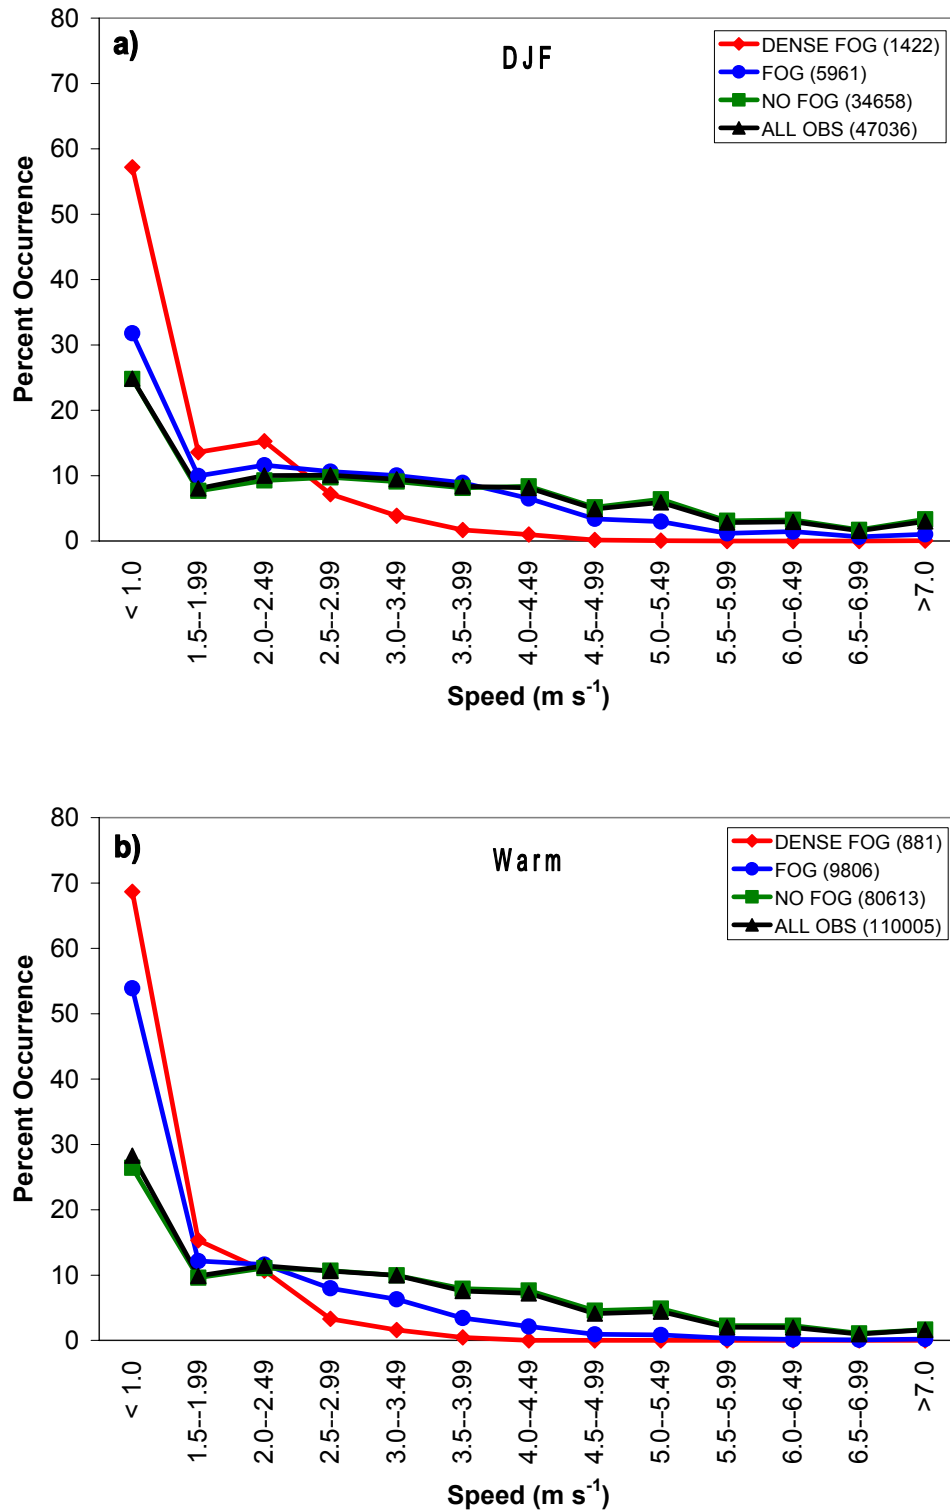 a)
DJF
DENSE FOG (1422)
FOG (5961)
NO FOG (34658)
ALL OBS (47036)
Percent Occurrence
80
70
60
50
40
30
20
10
0
< 1.0
1.5--1.99
2.0--2.49
2.5--2.99
3.0--3.49
3.5--3.99
4.0--4.49
4.5--4.99
5.0--5.49
5.5--5.99
6.0--6.49
6.5--6.99
>7.0
Speed (m s-1)
b)
Warm
DENSE FOG (881)
FOG (9806)
NO FOG (80613)
ALL OBS (110005)
Percent Occurrence
80
70
60
50
40
30
20
10
0
< 1.0
1.5--1.99
2.0--2.49
2.5--2.99
3.0--3.49
3.5--3.99
4.0--4.49
4.5--4.99
5.0--5.49
5.5--5.99
6.0--6.49
6.5--6.99
>7.0
Speed (m s-1)